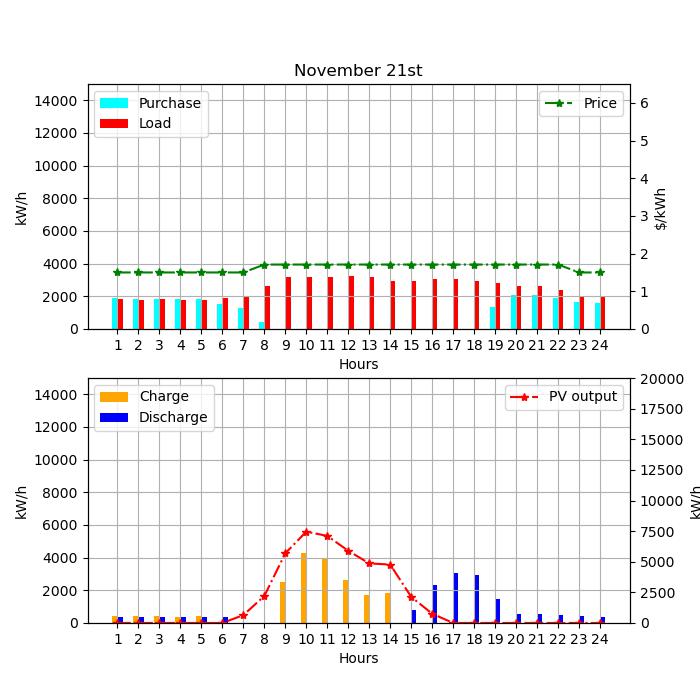 November 21st
Purchase
Load
Price
14000
12000
10000
8000
6000
4000
2000
0
kW/h
6
5
4
3
2
1
0
$/kWh
1 2 3 4 5 6 7 8 9 10 11 12 13 14 15 16 17 18 19 20 21 22 23 24
Hours
Charge
Discharge
PV output
14000
12000
10000
8000
6000
4000
2000
0
kW/h
20000
17500
15000
12500
10000
7500
5000
2500
0
kW/h
1 2 3 4 5 6 7 8 9 10 11 12 13 14 15 16 17 18 19 20 21 22 23 24
Hours